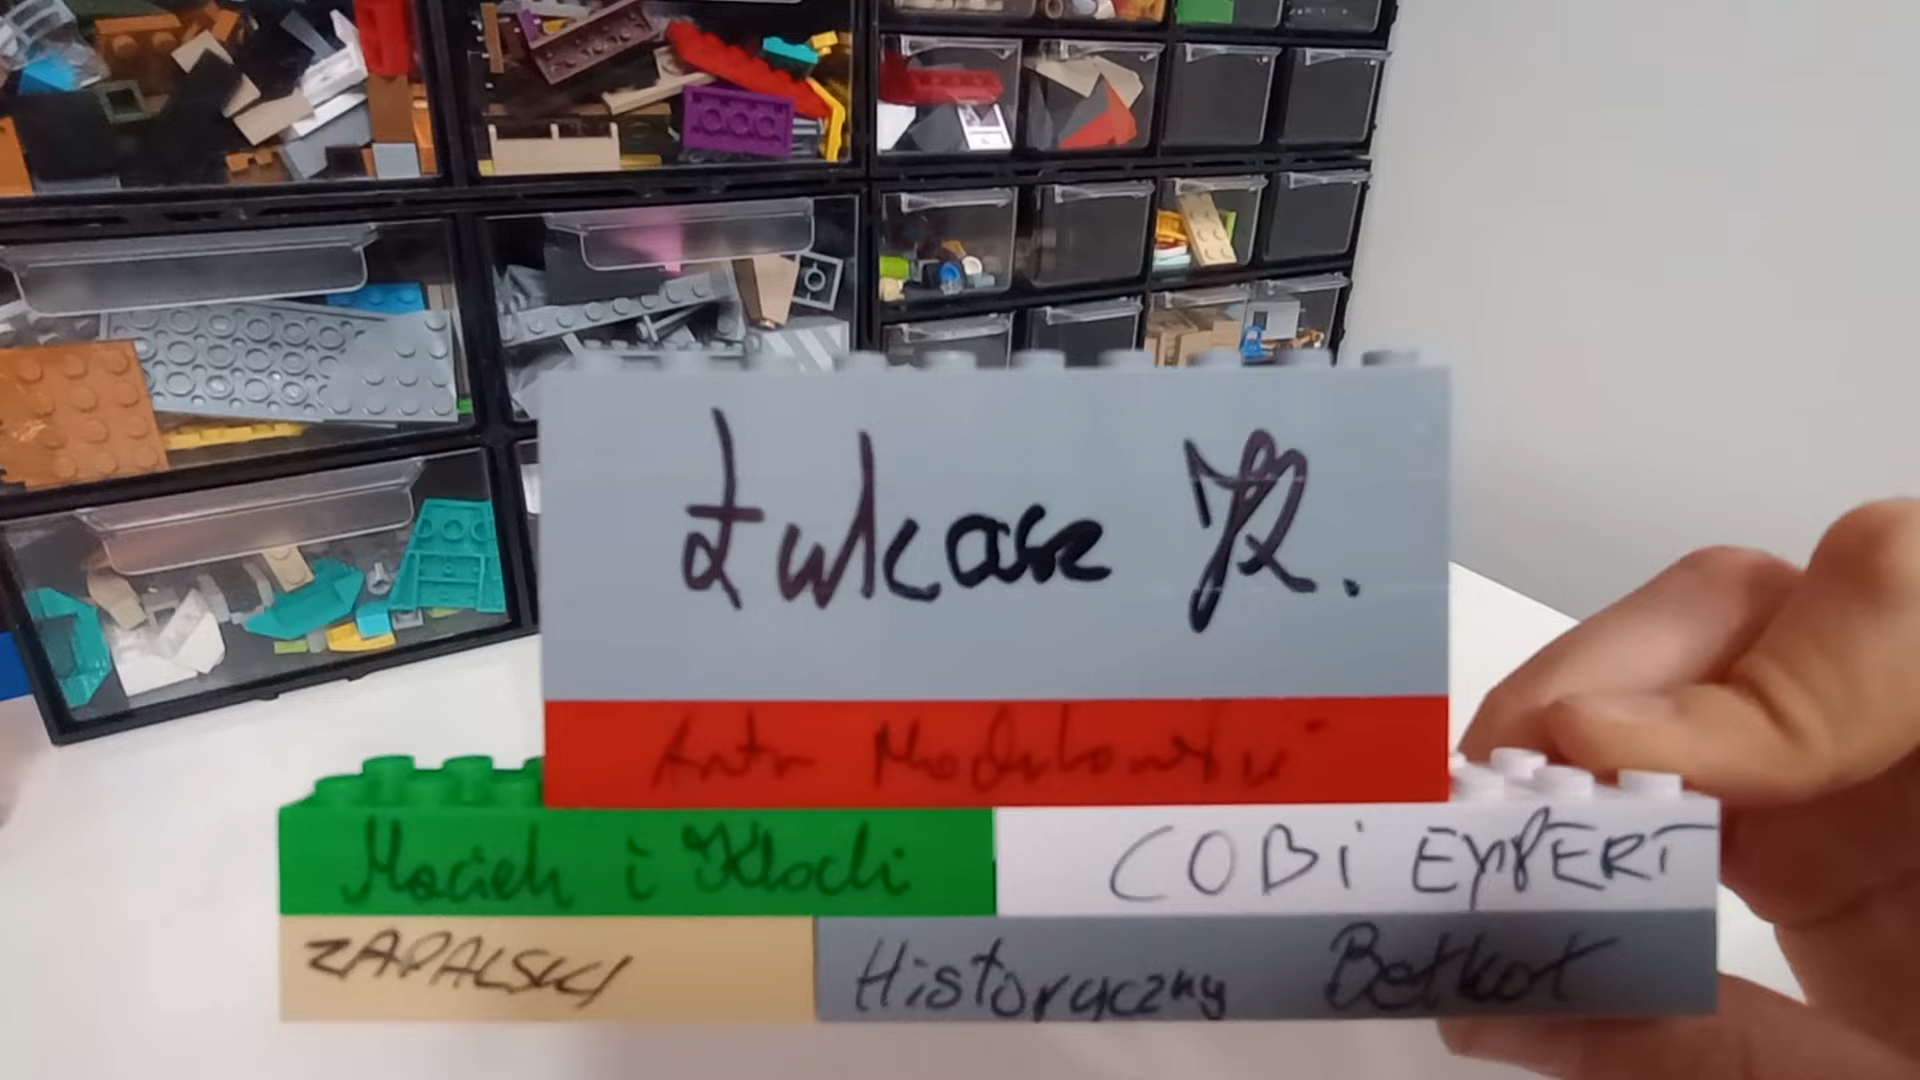 Łukasz K.
Maciek i Klocki
COBi EXPERT
ZAPALSKI
Historyczny Bełkot